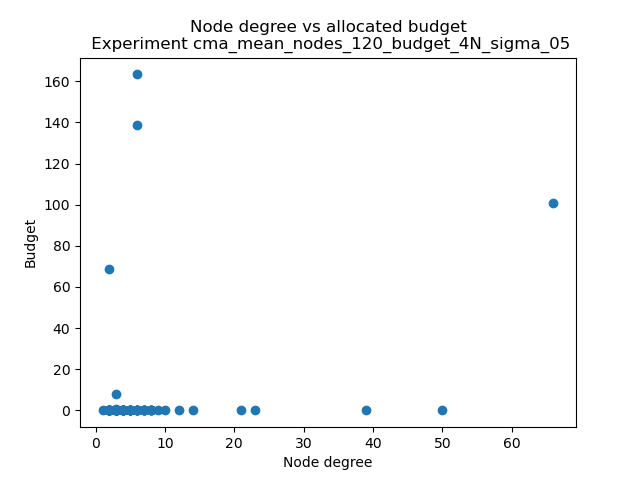 Node degree vs allocated budget
Experiment cma_mean_nodes_120_budget_4N_sigma_05
160
140
120
100
80
60
40
20
0
Budget
0 10 20 30 40 50 60
Node degree